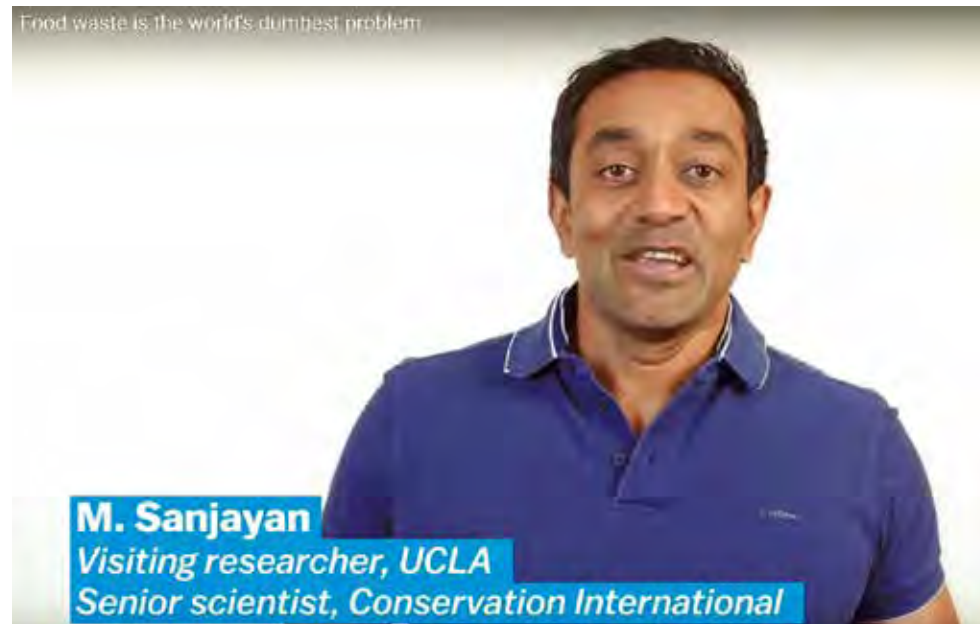 Food waste is the world's dumbest problem
M. Sanjayan
Visiting researcher, UCLA
Senior scientist, Conservation International